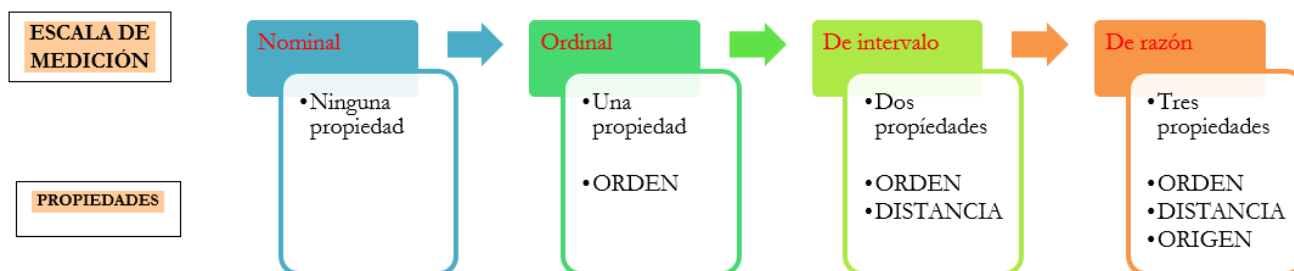 ESCALA DE
MEDICIÓN
Nominal
Ordinal
De intervalo
De razón
•Ninguna
propiedad
•Una
propiedad
•ORDEN
•Dos
propíedades
•ORDEN
•DISTANCIA
•Tres
propiedades
•ORDEN
•DISTANCIA
•ORIGEN
PROPIEDADES